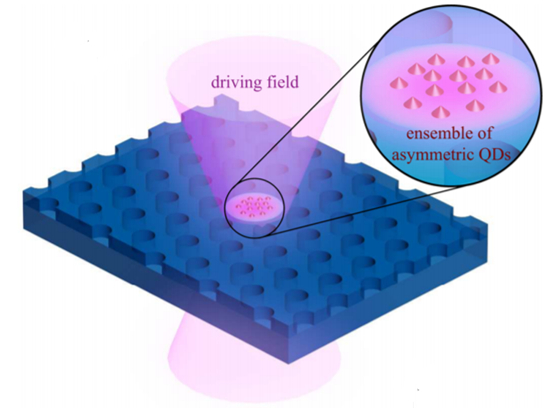 driving field
ensemble of
asymmetric QDs